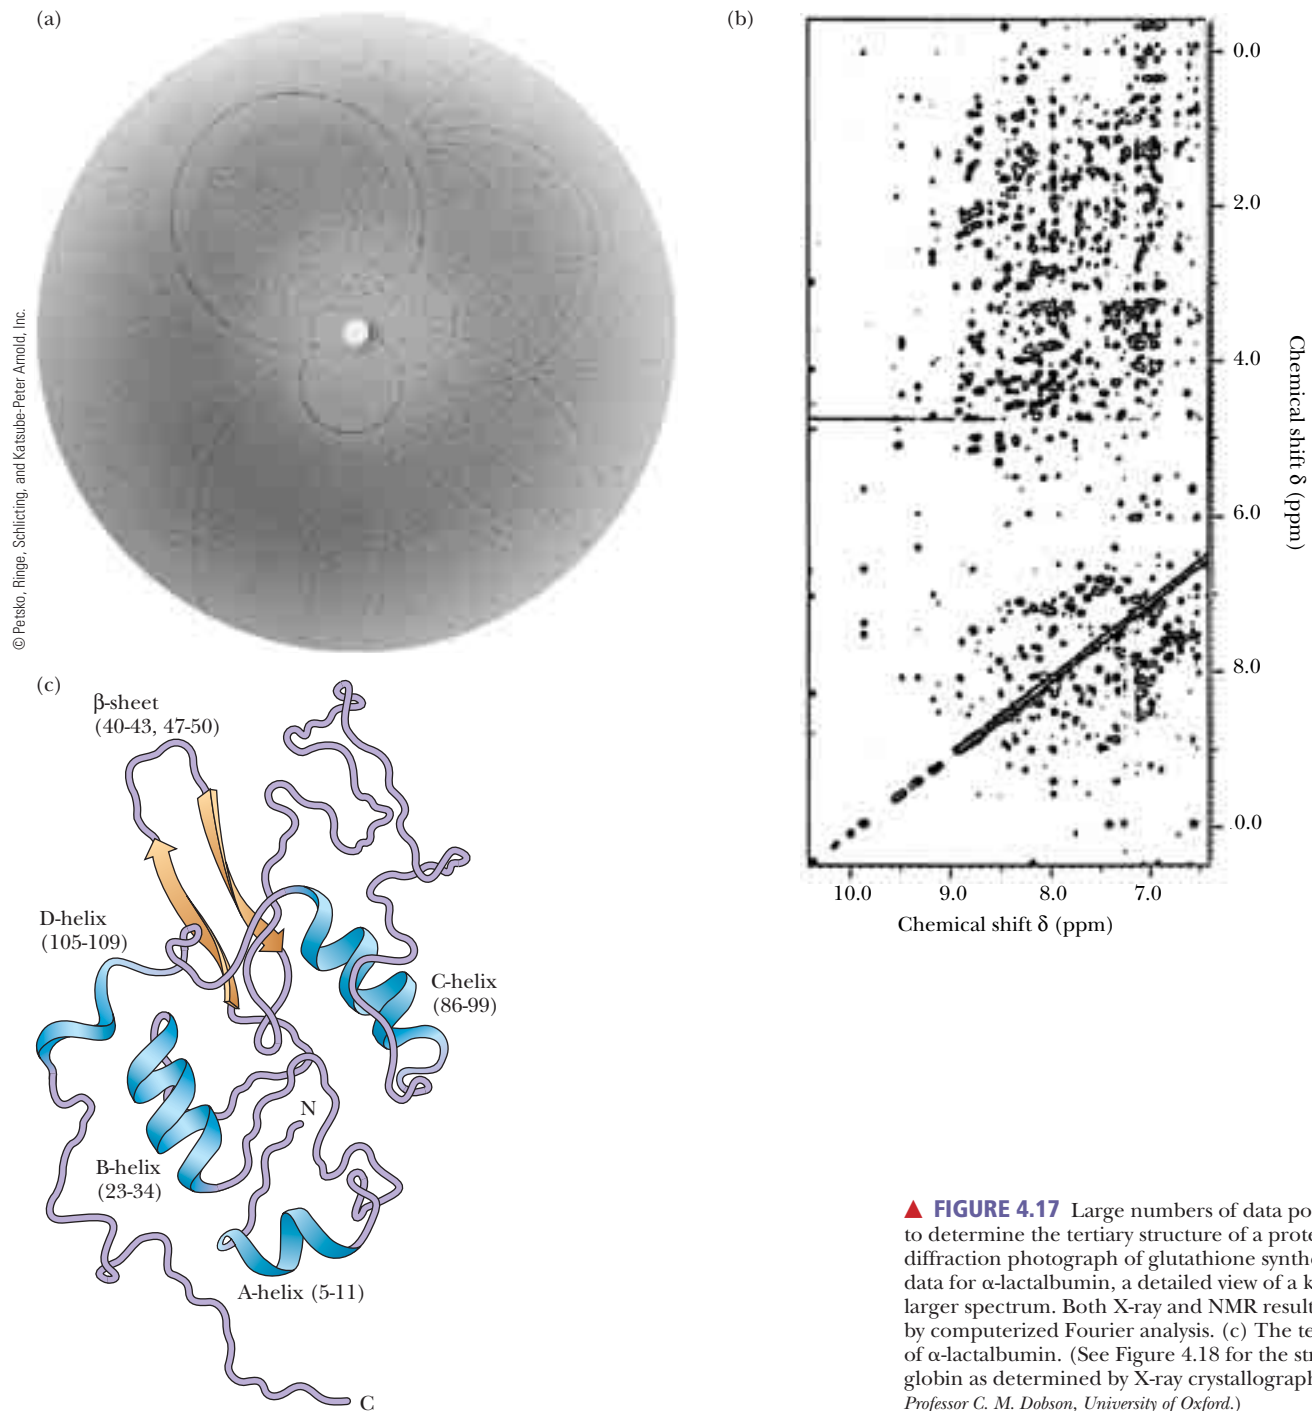 (a)
© Petsko, Ringe, Schlicting, and Katsube-Peter Arnold, Inc.
(b)
0.0
2.0
4.0
6.0
8.0
.0.0
Chemical shift δ (ppm)
10.0 9.0 8.0 7.0
Chemical shift δ (ppm)
(c)
β-sheet
(40-43, 47-50)
D-helix
(105-109)
C-helix
(86-99)
N
B-helix
(23-34)
A-helix (5-11)
C
▲ FIGURE 4.17 Large numbers of data po
to determine the tertiary structure of a prote
diffraction photograph of glutathione synthe
data for α-lactalbumin, a detailed view of a k
larger spectrum. Both X-ray and NMR result
by computerized Fourier analysis. (c) The te
of α-lactalbumin. (See Figure 4.18 for the str
globin as determined by X-ray crystallograph
Professor C. M. Dobson, University of Oxford.)